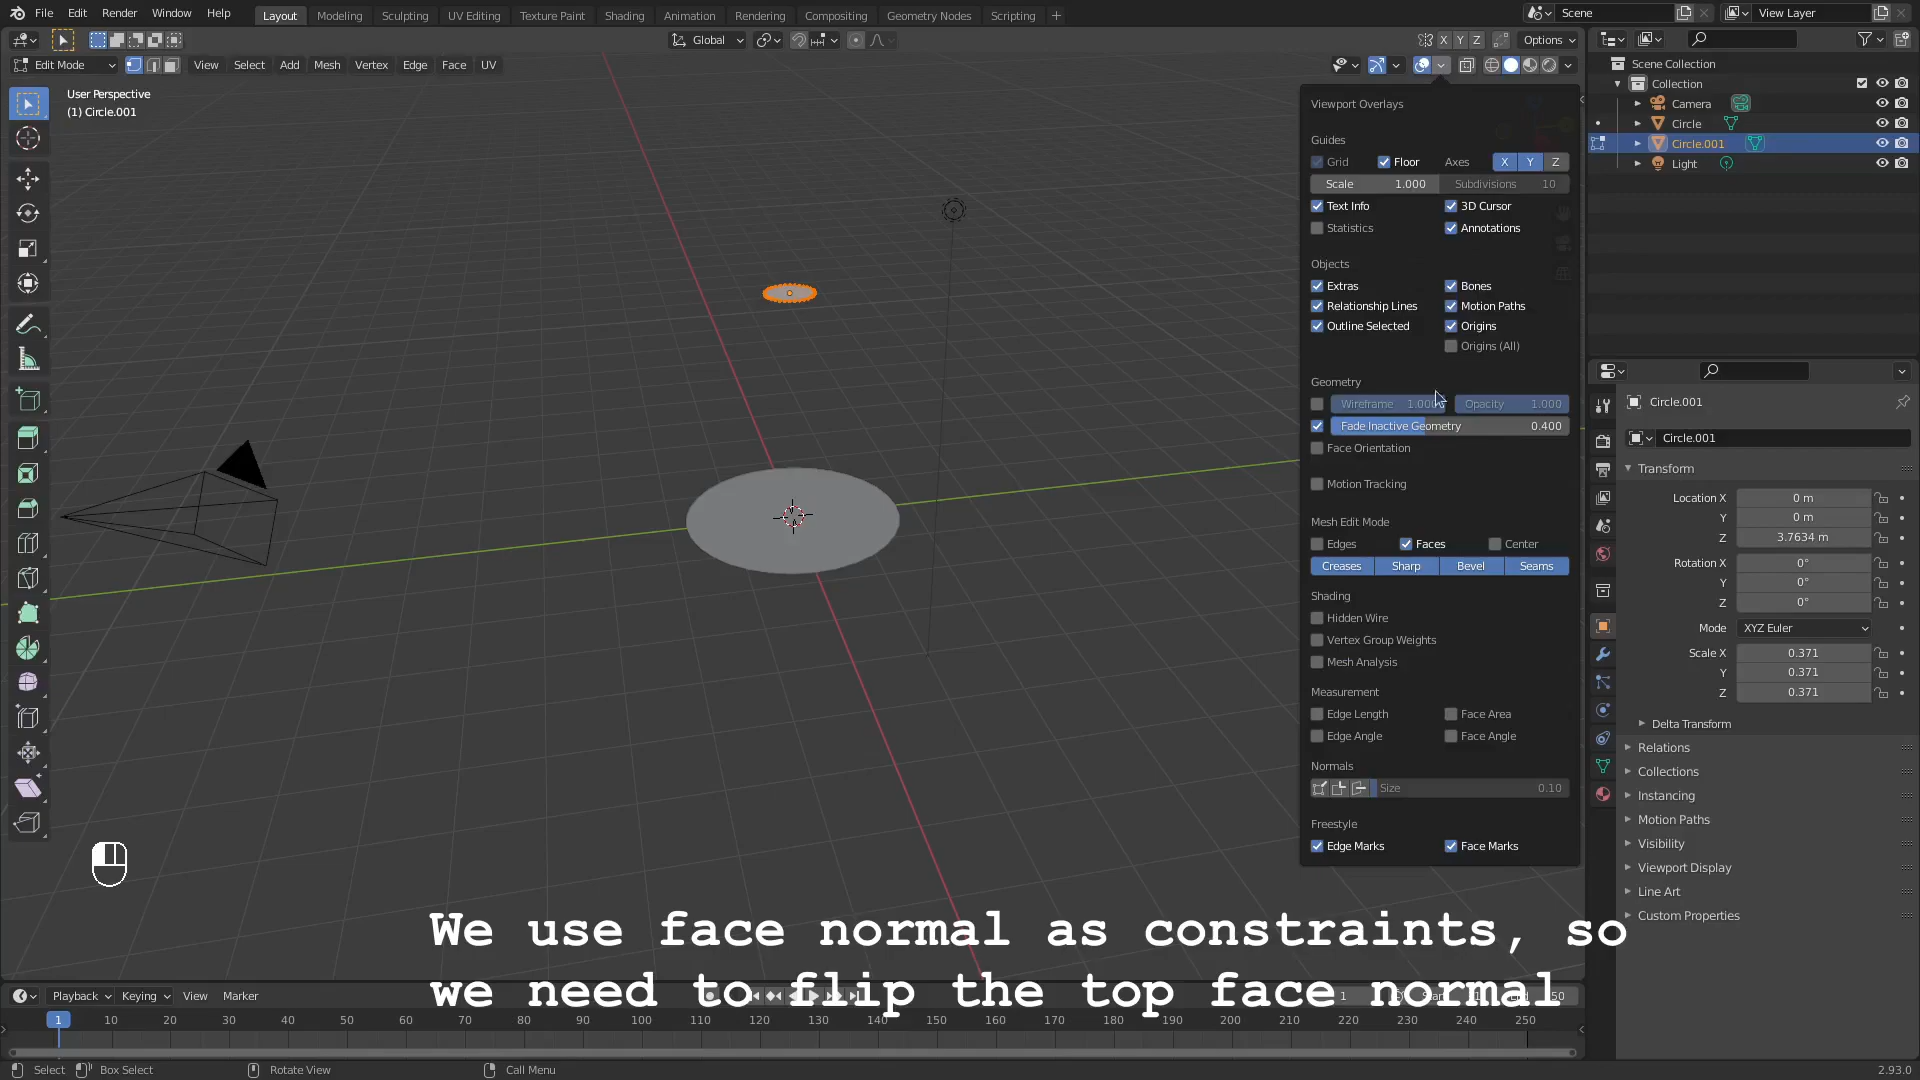 File Edit Render Window Help Layout Modeling Sculpting UV Editing Texture Paint Shading Animation Rendering Compositing Geometry Nodes Scripting + Scene View Layer
Global X Y Z Options
Edit Mode View Select Add Mesh Vertex Edge Face UV
User Perspective
(1) Circle.001
Viewport Overlays
Guides
Grid Floor Axes X Y Z
Scale 1.000 Subdivisions 10
Text Info 3D Cursor
Statistics Annotations
Objects
Extras Bones
Relationship Lines Motion Paths
Outline Selected Origins
Origins (All)
Geometry
Wireframe 1.000 Opacity 1.000
Fade Inactive Geometry 0.400
Face Orientation
Motion Tracking
Mesh Edit Mode
Edges Faces Center
Creases Sharp Bevel Seams
Shading
Hidden Wire
Vertex Group Weights
Mesh Analysis
Measurement
Edge Length Face Area
Edge Angle Face Angle
Normals
Size 0.10
Freestyle
Edge Marks Face Marks
Scene Collection
Collection
Camera
Circle
Circle.001
Light
Circle.001
Circle.001
Transform
Location X 0 m
Y 0 m
Z 3.7634 m
Rotation X 0°
Y 0°
Z 0°
Mode XYZ Euler
Scale X 0.371
Y 0.371
Z 0.371
Delta Transform
Relations
Collections
Instancing
Motion Paths
Visibility
Viewport Display
Line Art
Custom Properties
We use face normal as constraints, so
we need to flip the top face normal
Playback Keying View Marker 1
1 10 20 30 40 50 60 70 80 90 100 110 120 130 140 150 160 170 180 190 200 210 220 230 240 250
Select Box Select Rotate View Call Menu 2.93.0